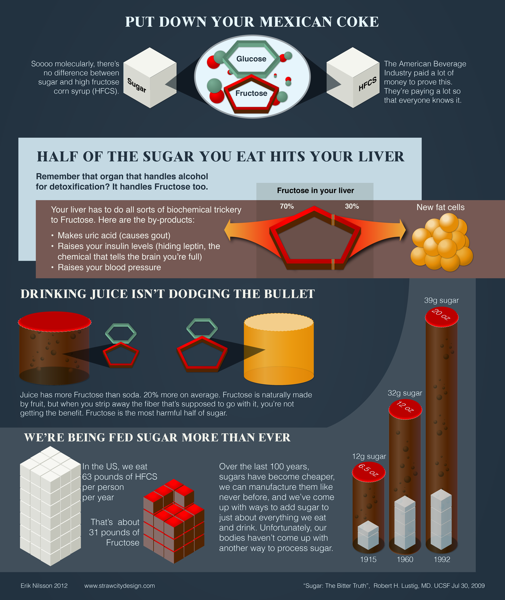 PUT DOWN YOUR MEXICAN COKE
Soooo molecularly, there's
no difference between
sugar and high fructose
corn syrup (HFCS).
Sugar
Glucose
Fructose
HFCS
The American Beverage
Industry paid a lot of
money to prove this.
They're paying a lot so
that everyone knows it.
HALF OF THE SUGAR YOU EAT HITS YOUR LIVER
Remember that organ that handles alcohol
for detoxification? It handles Fructose too.
Fructose in your liver
Your liver has to do all sorts of biochemical trickery
to Fructose. Here are the by-products:
• Makes uric acid (causes gout)
• Raises your insulin levels (hiding leptin, the
chemical that tells the brain you're full)
• Raises your blood pressure
70%
30%
New fat cells
DRINKING JUICE ISN'T DODGING THE BULLET
Juice has more Fructose than soda. 20% more on average. Fructose is naturally made
by fruit, but when you strip away the fiber that's supposed to go with it, you're not
getting the benefit. Fructose is the most harmful half of sugar.
39g sugar
20 oz
32g sugar
12 oz
12g sugar
6.5 oz
1915
1960
1992
WE'RE BEING FED SUGAR MORE THAN EVER
In the US, we eat
63 pounds of HFCS
per person
per year
That's about
31 pounds of
Fructose
Over the last 100 years,
sugars have become cheaper,
we can manufacture them like
never before, and we've come
up with ways to add sugar to
just about everything we eat
and drink. Unfortunately, our
bodies haven't come up with
another way to process sugar.
Erik Nilsson 2012
www.strawcitydesign.com
"Sugar: The Bitter Truth", Robert H. Lustig, MD. UCSF Jul 30, 2009